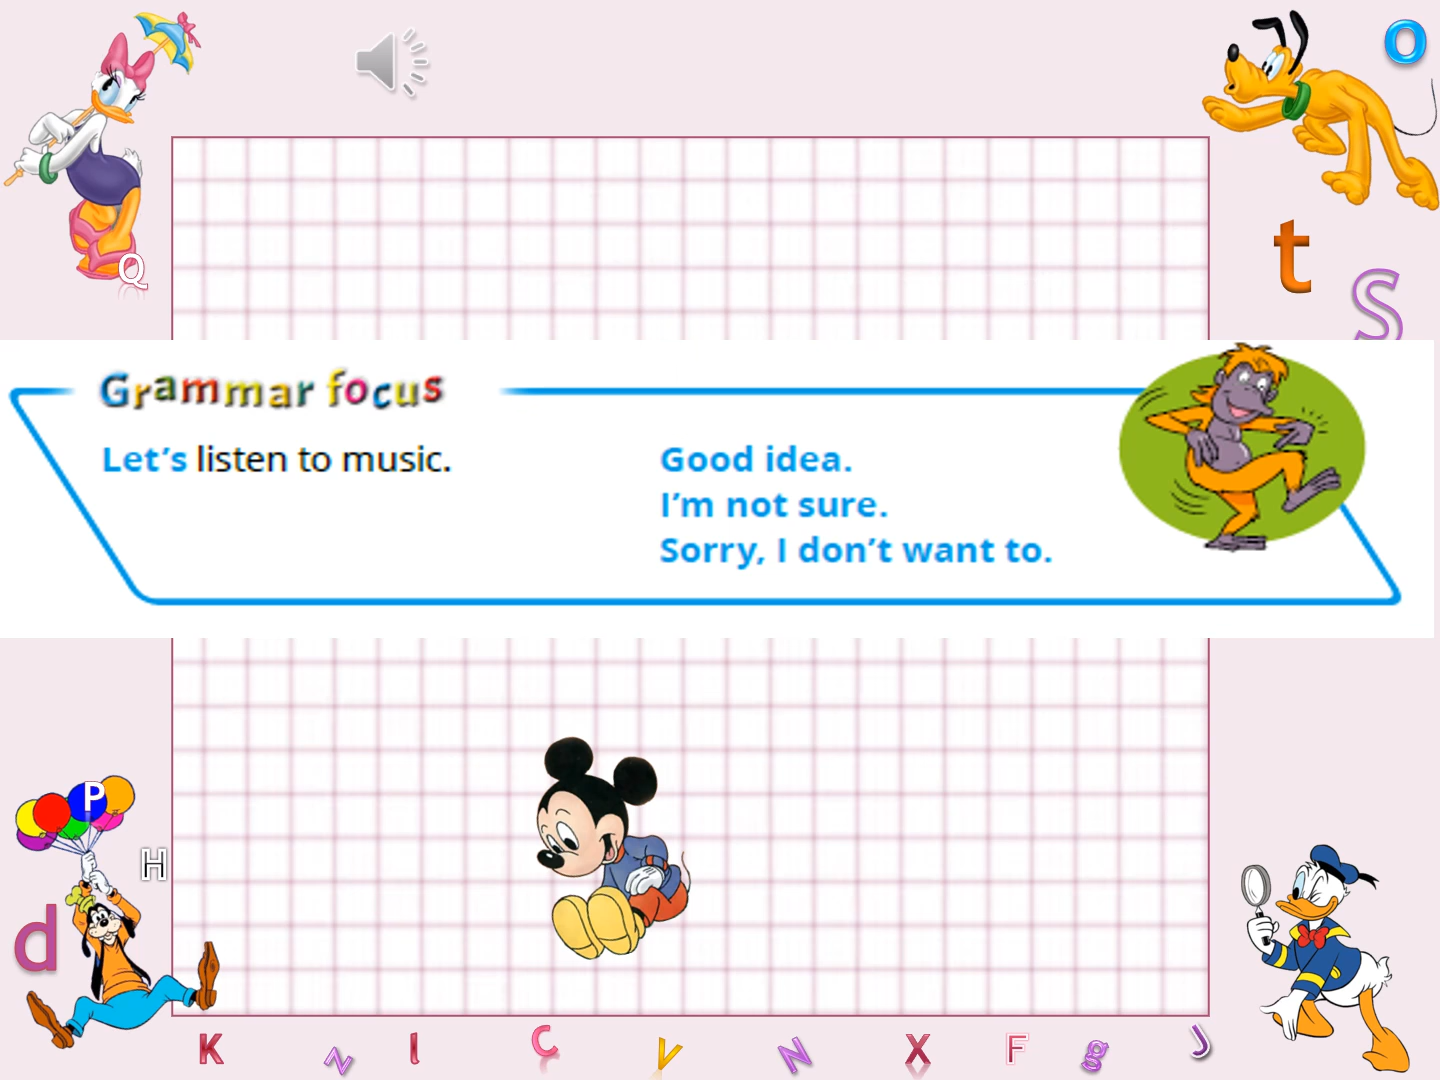 O
t
S
Q
Grammar focus
Let's listen to music. Good idea.
I'm not sure.
Sorry, I don't want to.
P
H
d
K N l C y N X F g J